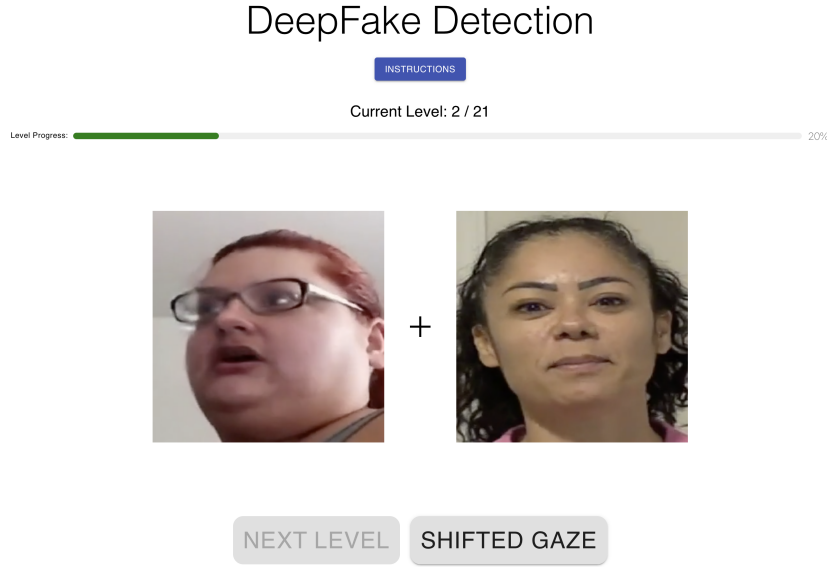 DeepFake Detection
INSTRUCTIONS
Current Level: 2 / 21
Level Progress: 20%
+
NEXT LEVEL SHIFTED GAZE